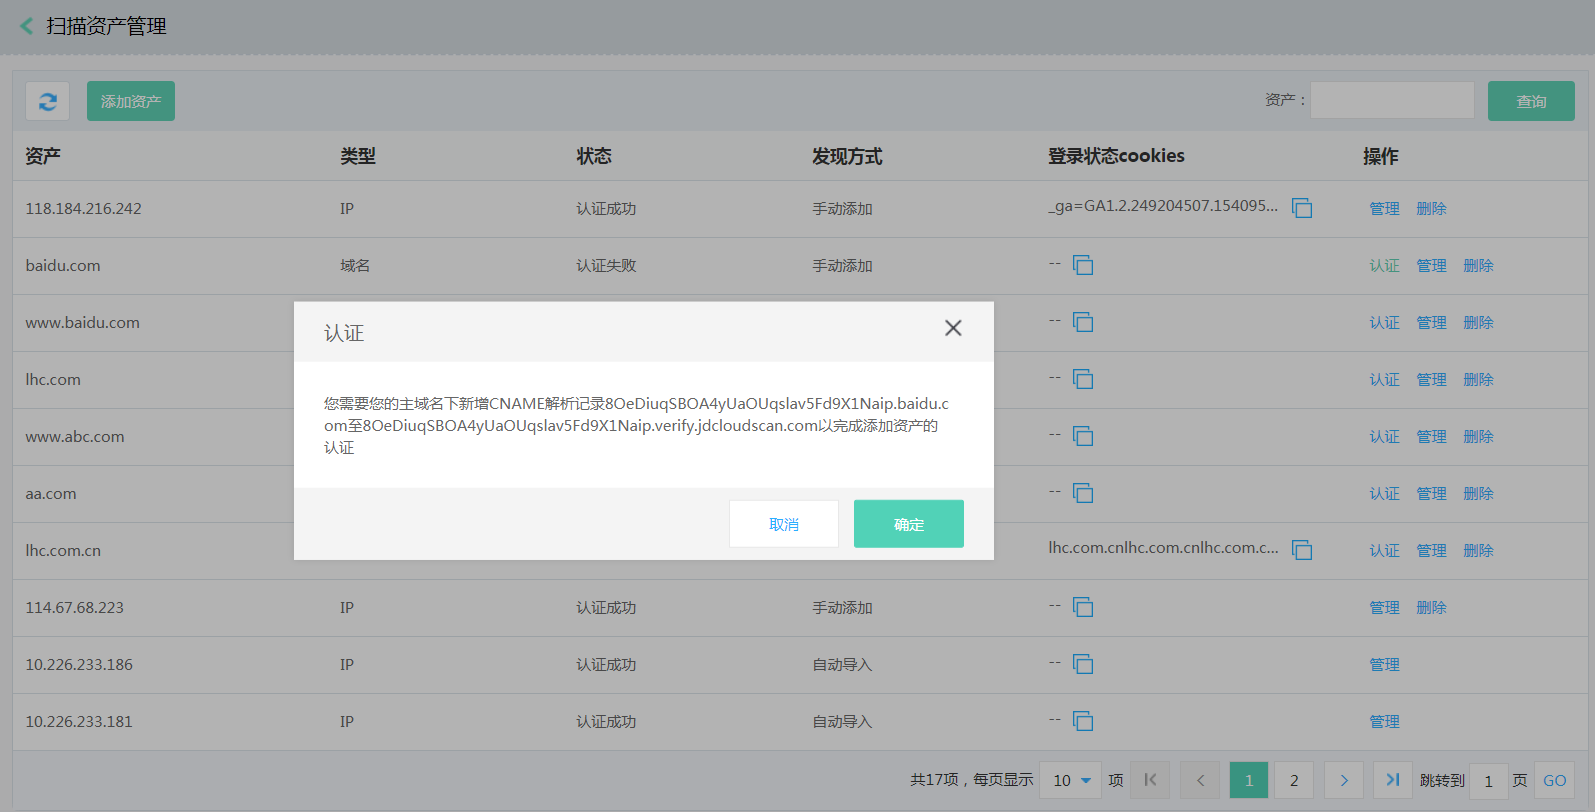 扫描资产管理
添加资产
资产：
查询
资产 类型 状态 发现方式 登录状态cookies 操作
118.184.216.242 IP 认证成功 手动添加 _ga=GA1.2.249204507.154095... 管理 删除
baidu.com 域名 认证失败 手动添加 -- 认证 管理 删除
www.baidu.com -- 认证 管理 删除
lhc.com -- 认证 管理 删除
www.abc.com -- 认证 管理 删除
aa.com -- 认证 管理 删除
lhc.com.cn lhc.com.cnlhc.com.cnlhc.com.c... 认证 管理 删除
认证
您需要您的主域名下新增CNAME解析记录8OeDiuqSBOA4yUaOUqslav5Fd9X1Naip.baidu.c
om至8OeDiuqSBOA4yUaOUqslav5Fd9X1Naip.verify.jdcloudscan.com以完成添加资产的
认证
取消 确定
114.67.68.223 IP 认证成功 手动添加 -- 管理 删除
10.226.233.186 IP 认证成功 自动导入 -- 管理
10.226.233.181 IP 认证成功 自动导入 -- 管理
共17项，每页显示 10 项 1 2 跳转到 1 页 GO